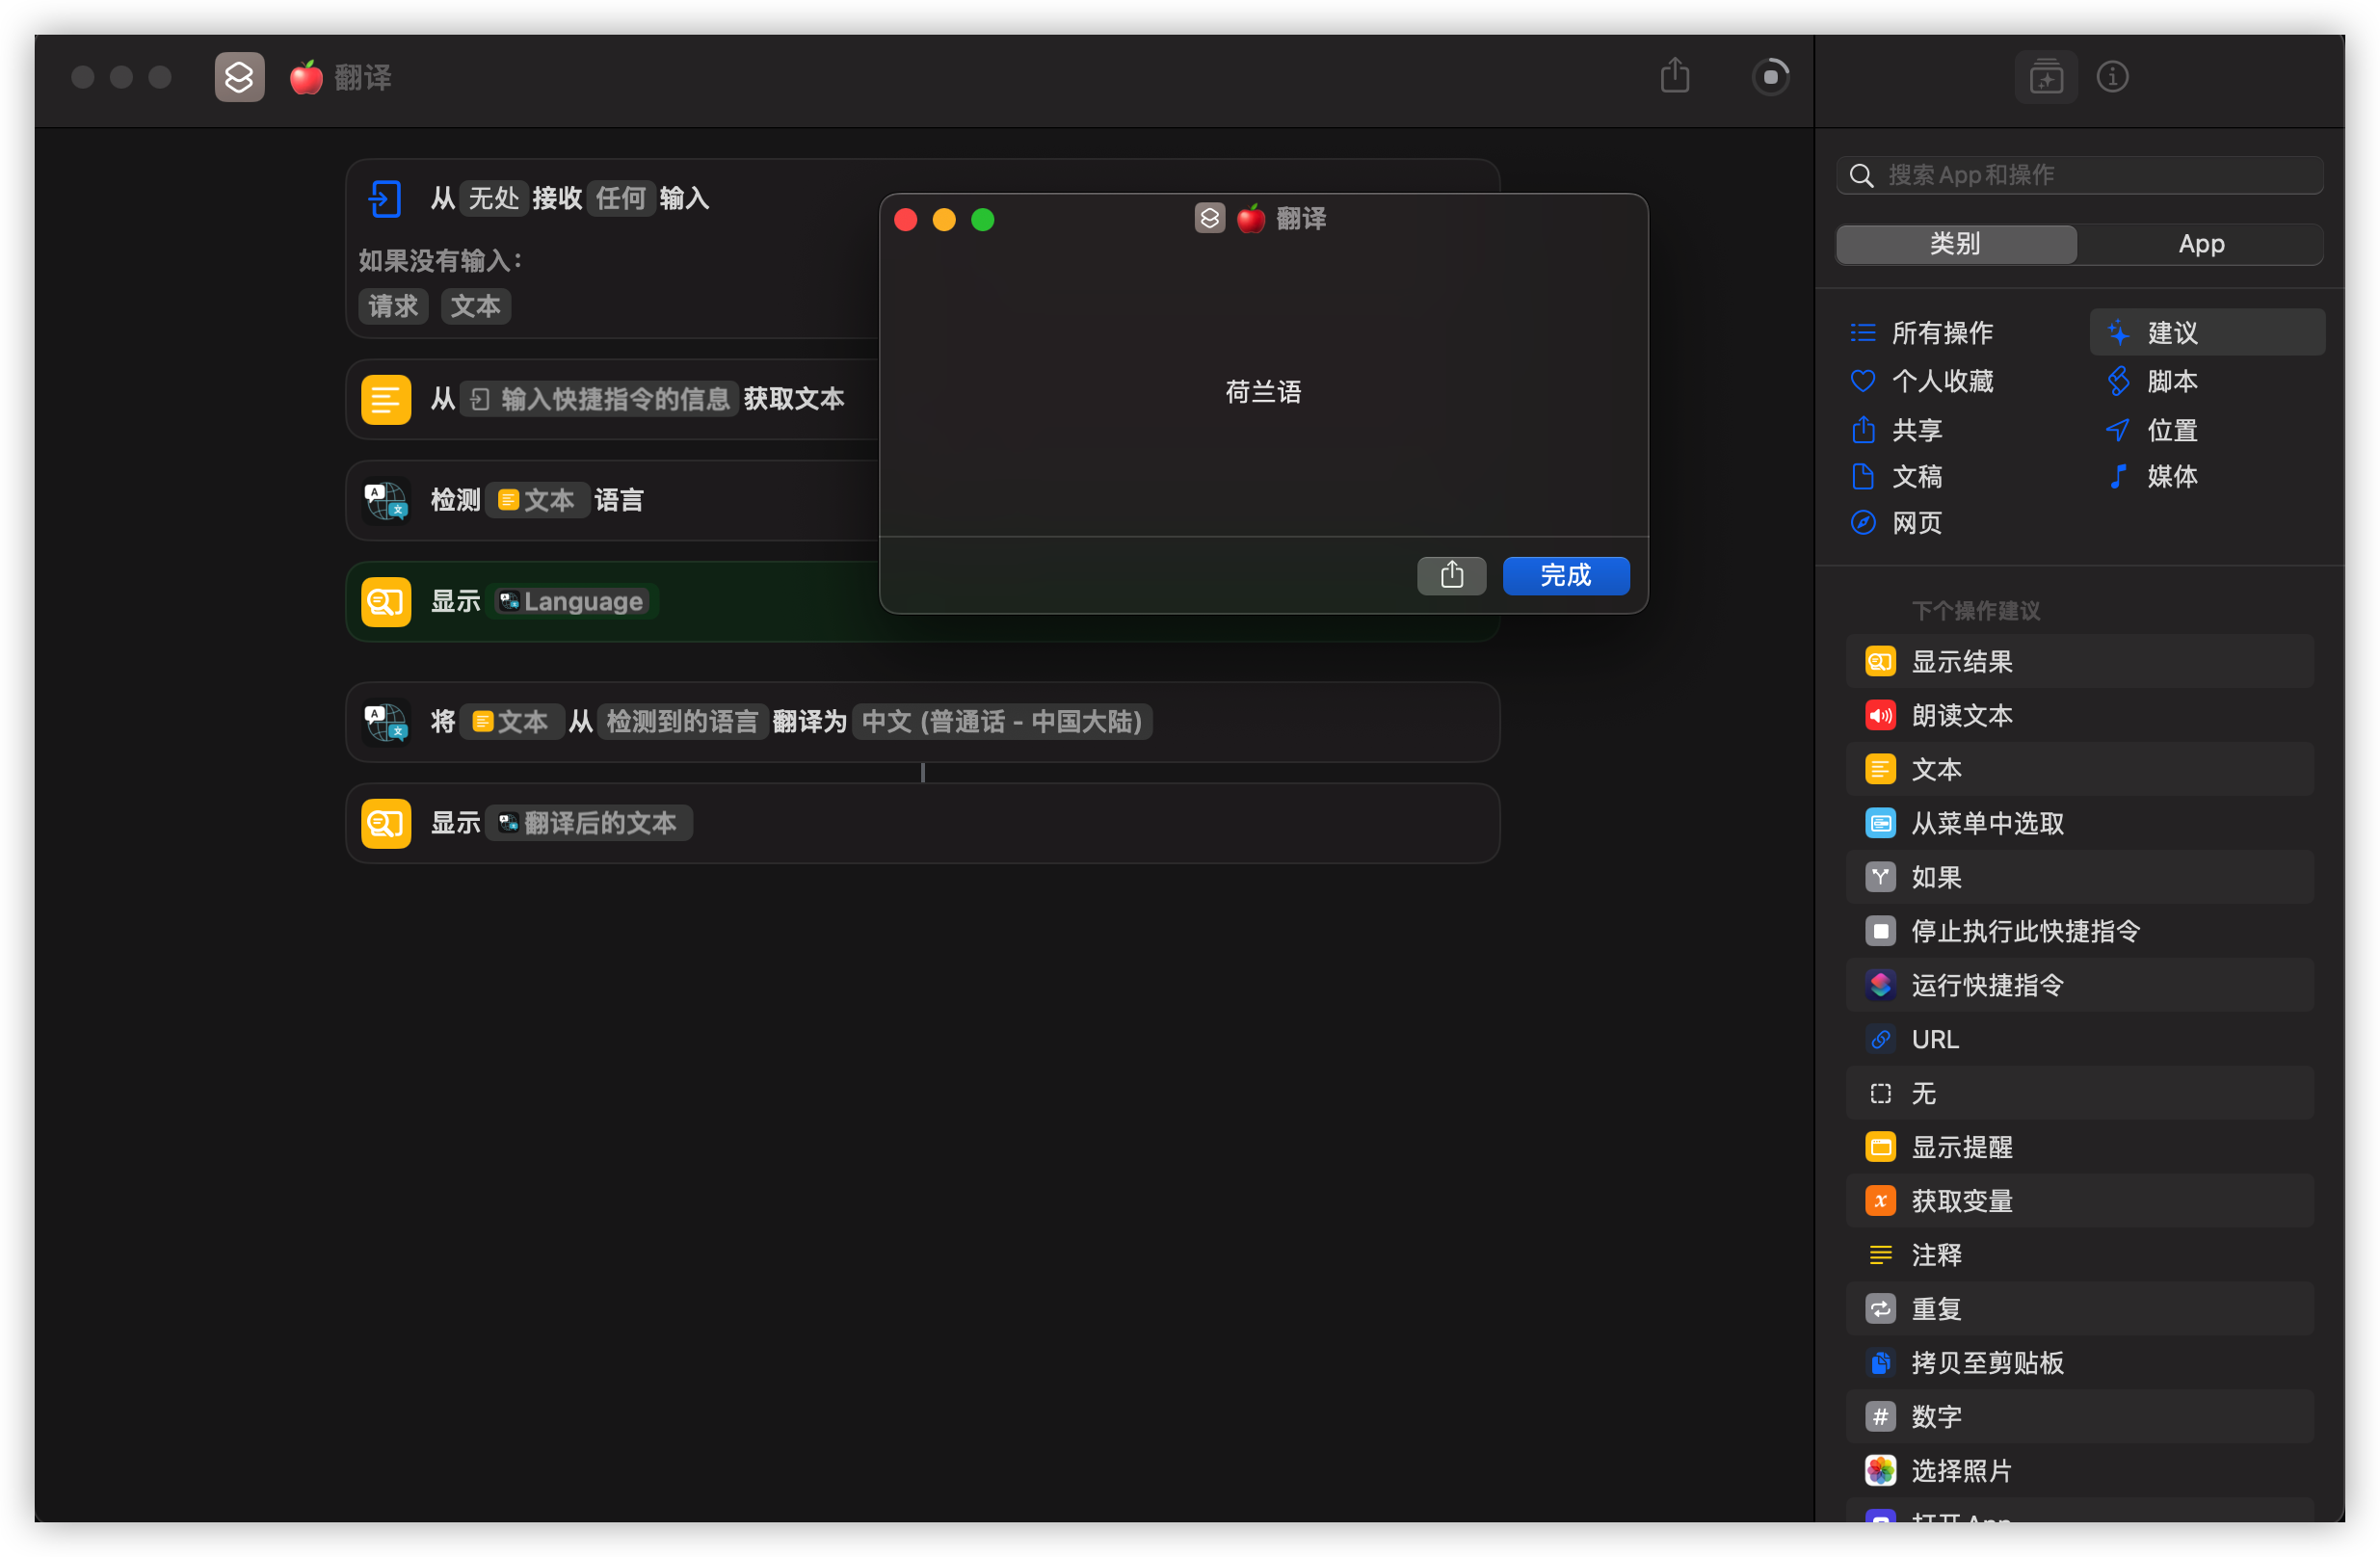 🍎 翻译
从 无处 接收 任何 输入
如果没有输入：
请求 文本
从 输入快捷指令的信息 获取文本
检测 文本 语言
显示 Language
将 文本 从 检测到的语言 翻译为 中文 (普通话 - 中国大陆)
显示 翻译后的文本
🍎 翻译
荷兰语
完成
搜索 App 和操作
类别 App
所有操作 建议
个人收藏 脚本
共享 位置
文稿 媒体
网页
下个操作建议
显示结果
朗读文本
文本
从菜单中选取
如果
停止执行此快捷指令
运行快捷指令
URL
无
显示提醒
获取变量
注释
重复
拷贝至剪贴板
数字
选择照片
打开 App